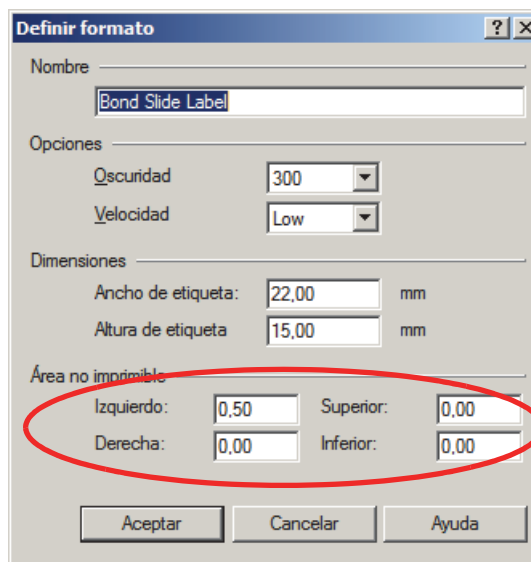 Definir formato
Nombre
Bond Slide Label
Opciones
Oscuridad 300
Velocidad Low
Dimensiones
Ancho de etiqueta: 22,00 mm
Altura de etiqueta 15,00 mm
Área no imprimible
Izquierdo: 0,50 Superior: 0,00
Derecha: 0,00 Inferior: 0,00
Aceptar Cancelar Ayuda